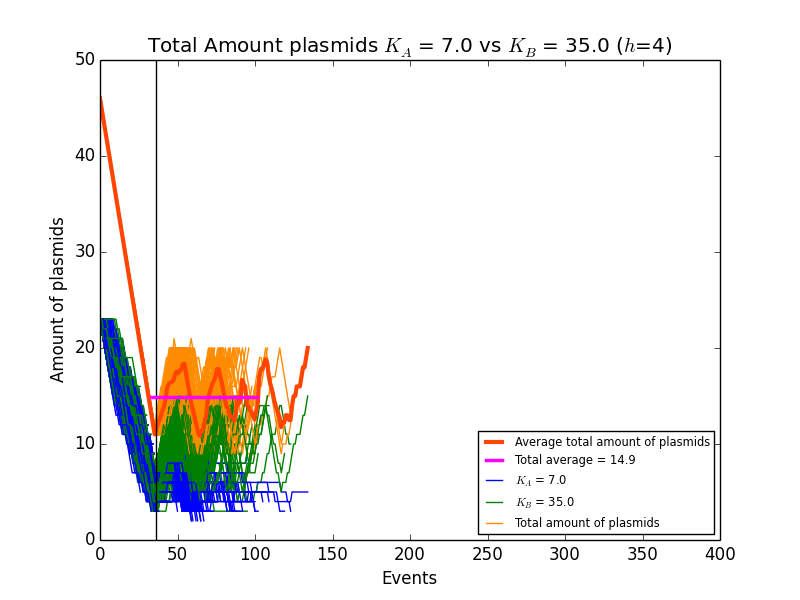 Total Amount plasmids K_A = 7.0 vs K_B = 35.0 (h=4)
50
40
30
20
10
0
Amount of plasmids
0 50 100 150 200 250 300 350 400
Events
Average total amount of plasmids
Total average = 14.9
K_A = 7.0
K_B = 35.0
Total amount of plasmids